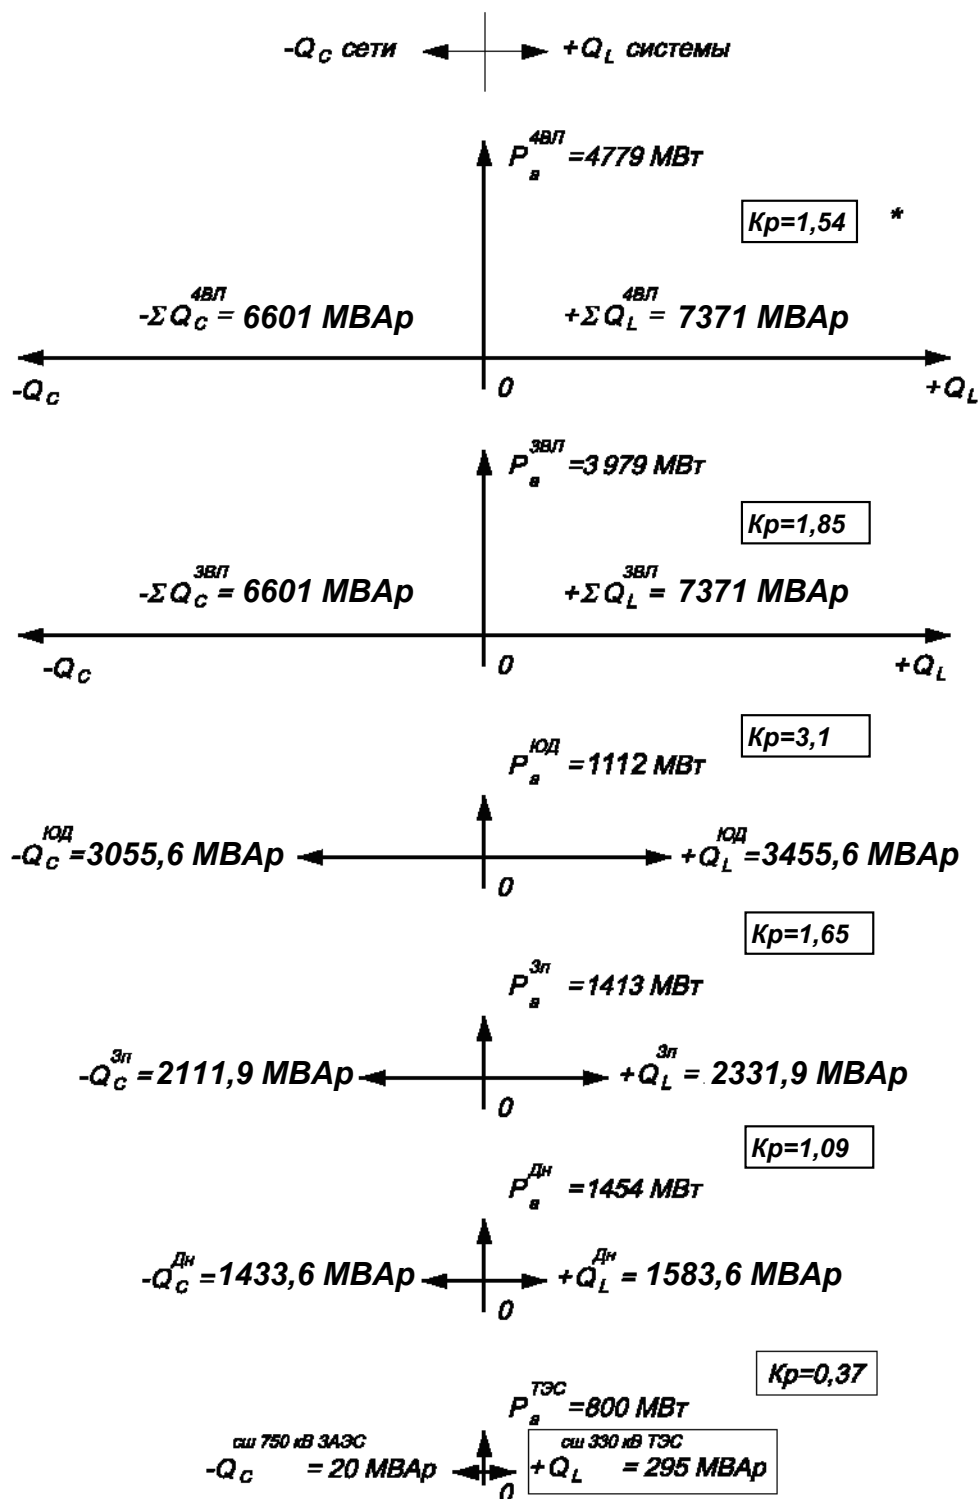 -Q_C сети +Q_L системы
P_a^4ВЛ =4779 МВт
Кр=1,54 *
-ΣQ_C^4ВЛ = 6601 МВАр +ΣQ_L^4ВЛ = 7371 МВАр
-Q_C 0 +Q_L
P_a^3ВЛ =3 979 МВт
Кр=1,85
-ΣQ_C^3ВЛ = 6601 МВАр +ΣQ_L^3ВЛ = 7371 МВАр
-Q_C 0 +Q_L
Кр=3,1
P_a^ЮД =1112 МВт
-Q_C^ЮД =3055,6 МВАр +Q_L^ЮД =3455,6 МВАр
0
Кр=1,65
P_a^Зп =1413 МВт
-Q_C^Зп =2111,9 МВАр +Q_L^Зп = 2331,9 МВАр
0
Кр=1,09
P_a^Дн =1454 МВт
-Q_C^Дн =1433,6 МВАр +Q_L^Дн = 1583,6 МВАр
0
Кр=0,37
P_a^ТЭС =800 МВт
сш 750 кВ ЗАЭС сш 330 кВ ТЭС
-Q_C = 20 МВАр +Q_L = 295 МВАр
0